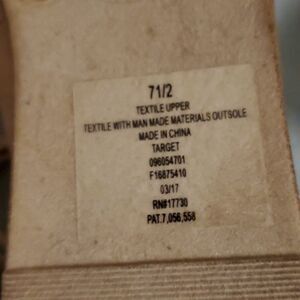 71/2
TEXTILE UPPER
TEXTILE WITH MAN MADE MATERIALS OUTSOLE
MADE IN CHINA
TARGET
096054701
F16875410
03/17
RN#17730
PAT.7,056,558